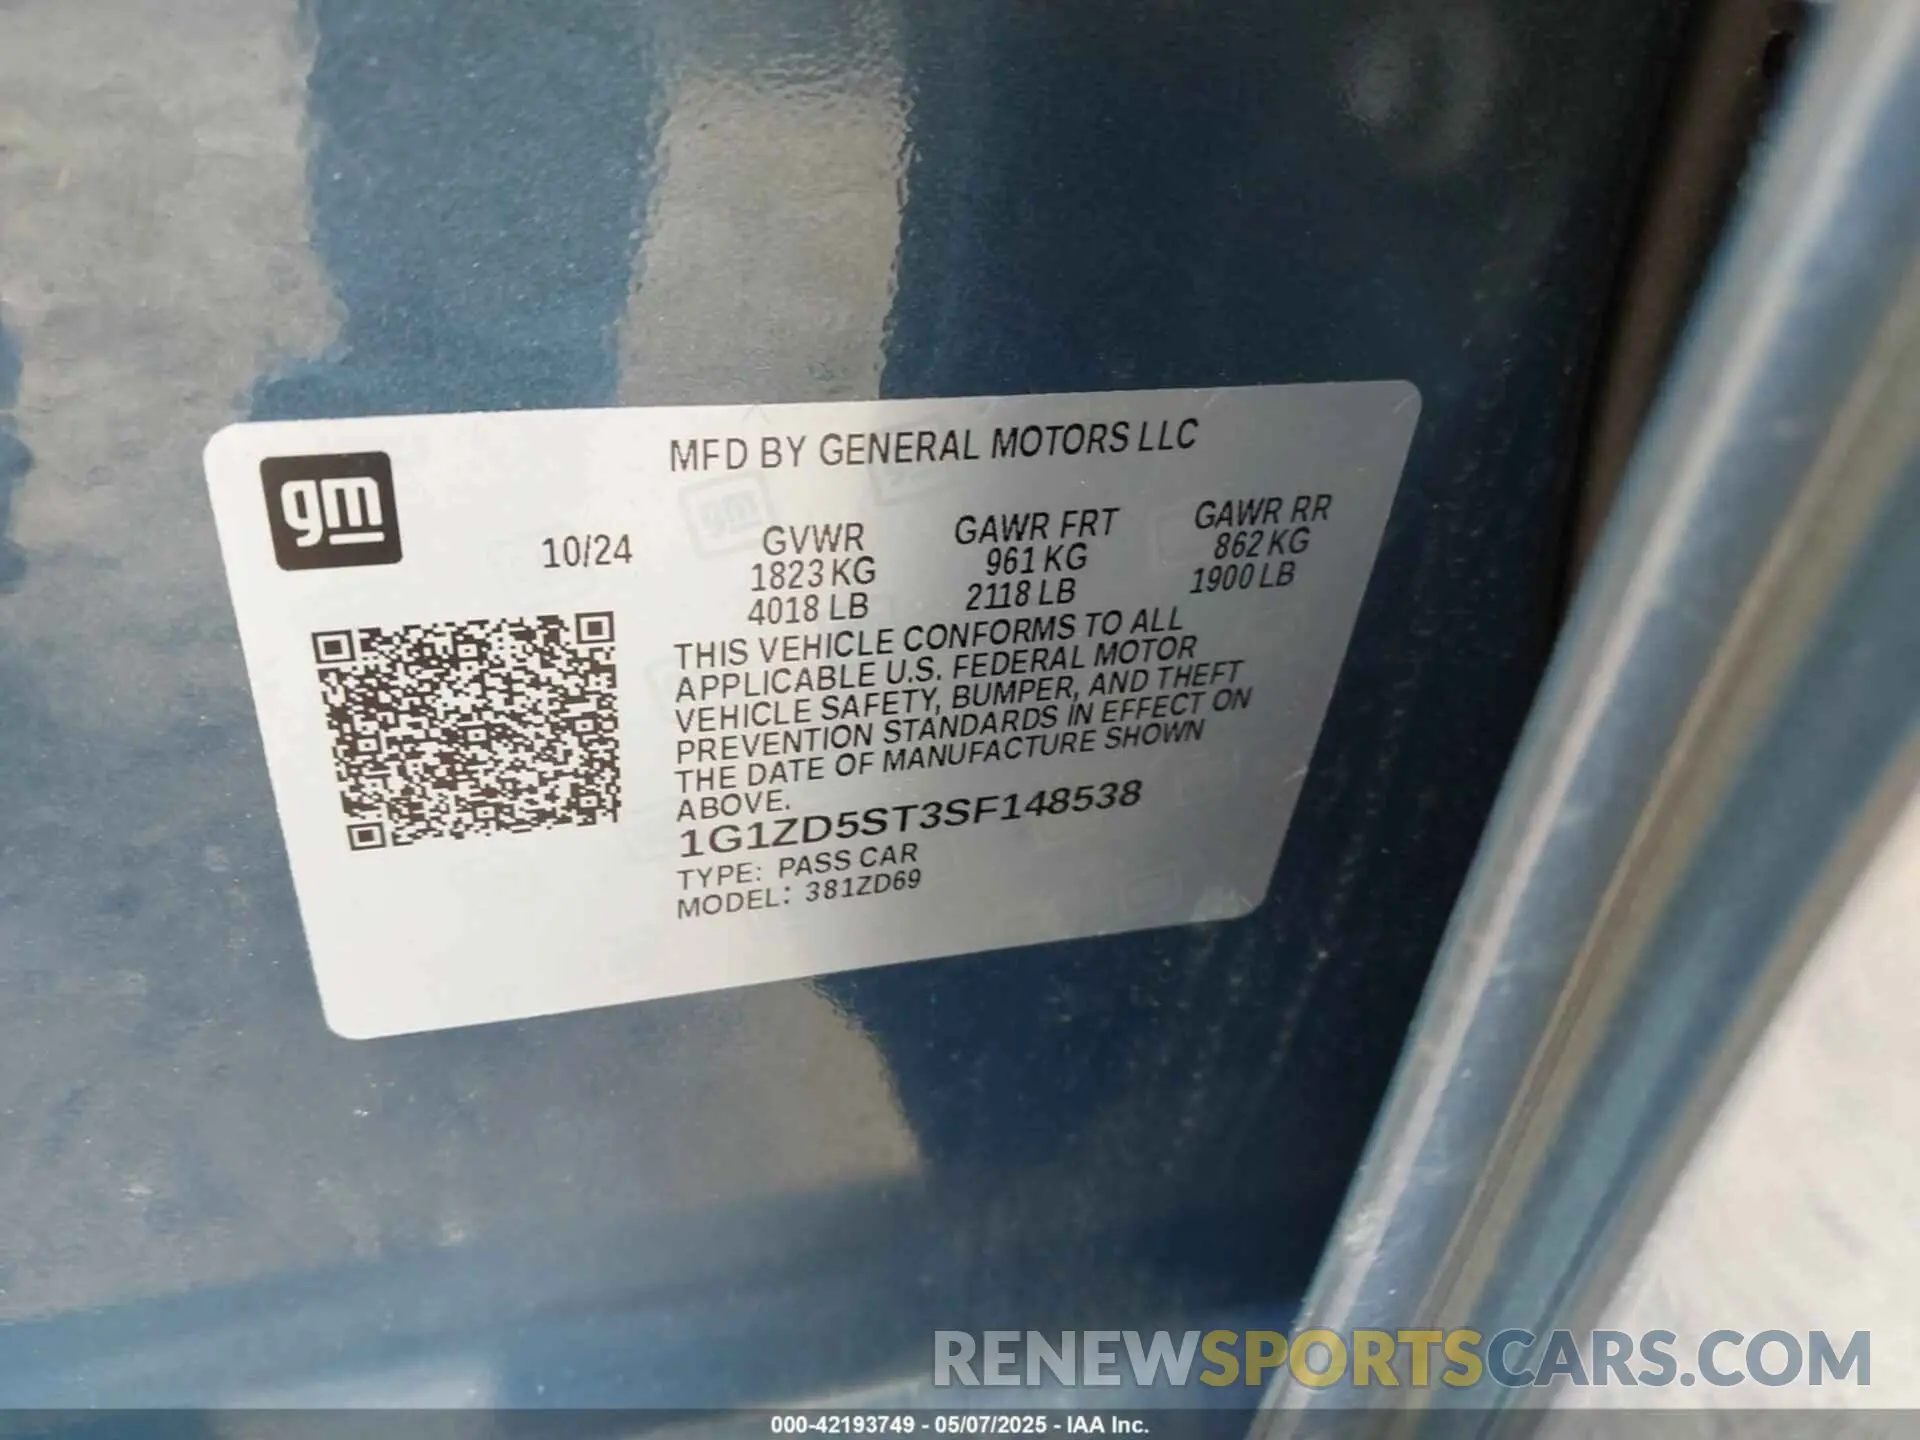 MFD BY GENERAL MOTORS LLC
gm
10/24
GVWR
1823 KG
4018 LB
GAWR FRT
961 KG
2118 LB
GAWR RR
862 KG
1900 LB
THIS VEHICLE CONFORMS TO ALL
APPLICABLE U.S. FEDERAL MOTOR
VEHICLE SAFETY, BUMPER, AND THEFT
PREVENTION STANDARDS IN EFFECT ON
THE DATE OF MANUFACTURE SHOWN
ABOVE.
1G1ZD5ST3SF148538
TYPE: PASS CAR
MODEL: 381ZD69
RENEWSPORTSCARS.COM
000-42193749 - 05/07/2025 - IAA Inc.